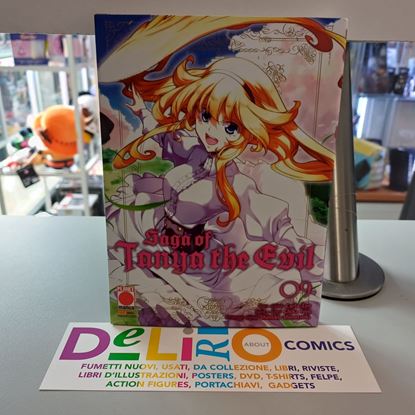 Saga of
Tanya the Evil
09
DeLiRiO ABOUT COMICS
FUMETTI NUOVI, USATI, DA COLLEZIONE, LIBRI, RIVISTE,
LIBRI D'ILLUSTRAZIONI, POSTERS, DVD, T-SHIRTS, FELPE,
ACTION FIGURES, PORTACHIAVI, GADGETS